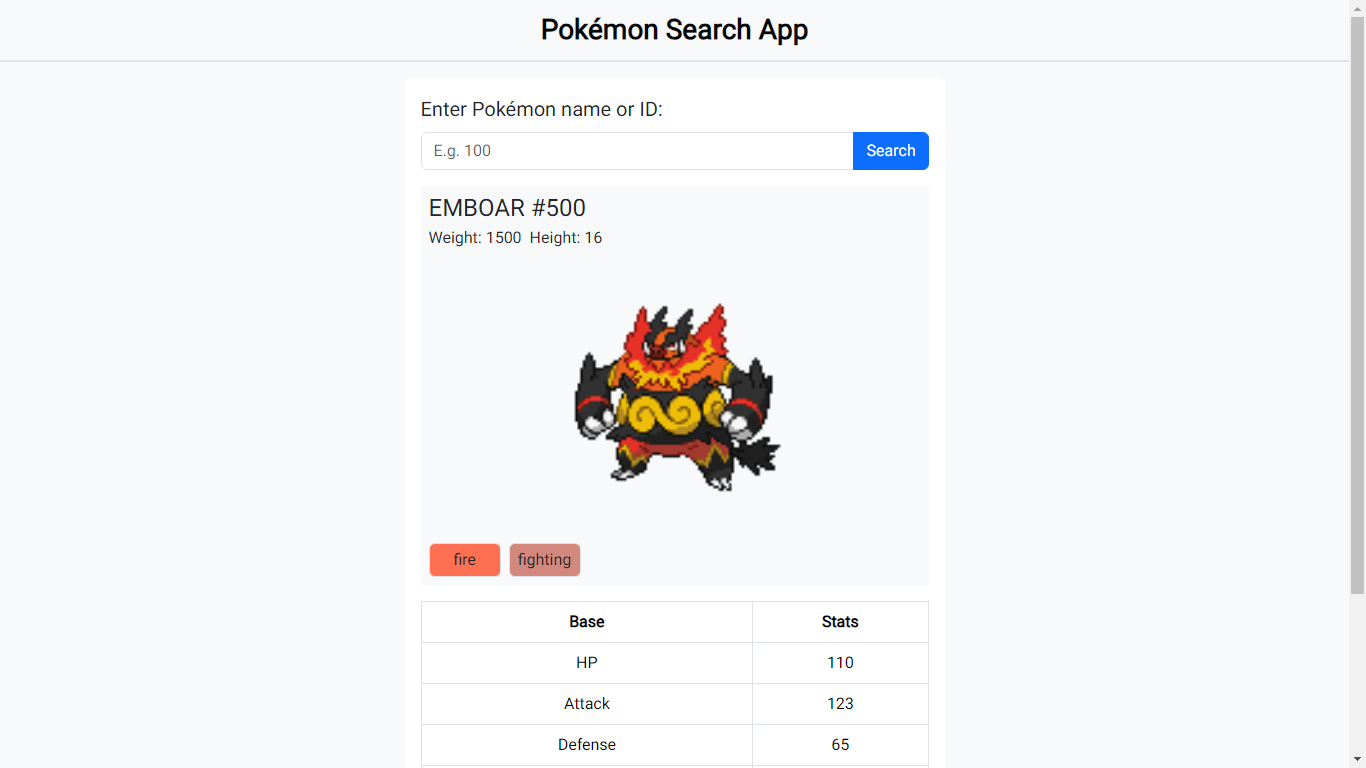 Pokémon Search App
Enter Pokémon name or ID:
E.g. 100 Search
EMBOAR #500
Weight: 1500 Height: 16
fire fighting
Base Stats
HP 110
Attack 123
Defense 65